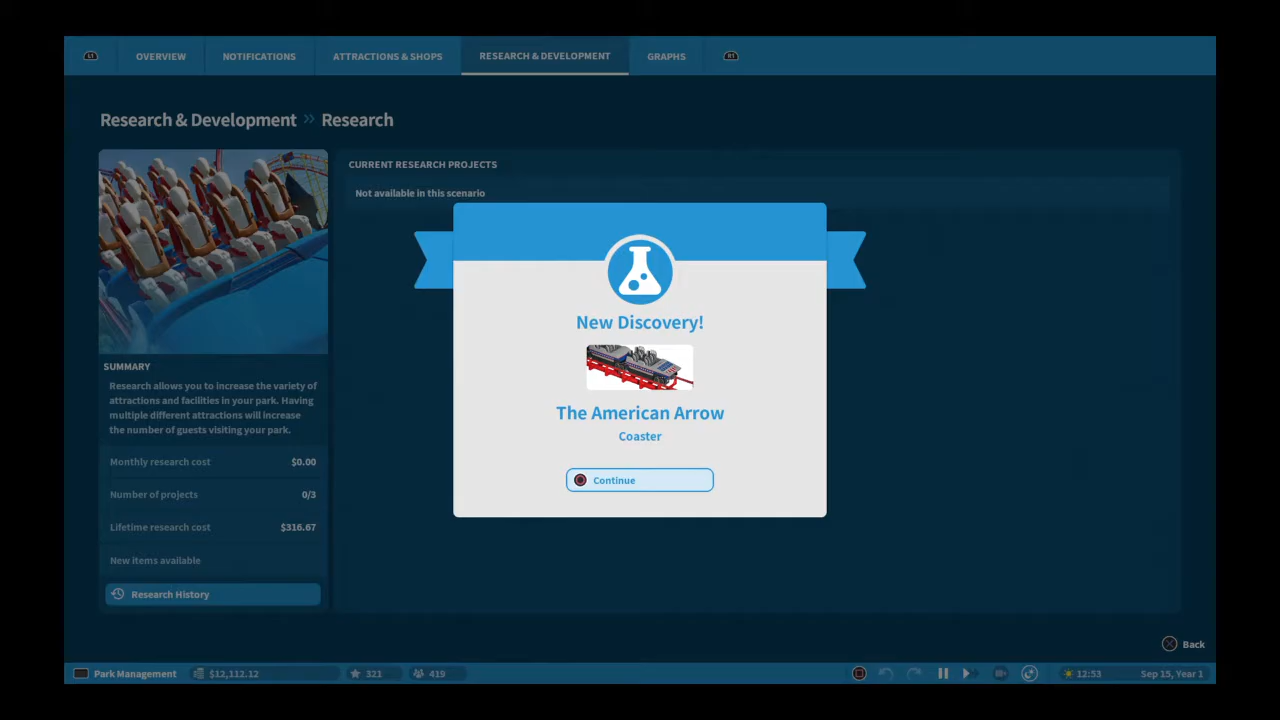 L1
OVERVIEW
NOTIFICATIONS
ATTRACTIONS & SHOPS
RESEARCH & DEVELOPMENT
GRAPHS
R1
Research & Development » Research
CURRENT RESEARCH PROJECTS
Not available in this scenario
New Discovery!
The American Arrow
Coaster
Continue
SUMMARY
Research allows you to increase the variety of
attractions and facilities in your park. Having
multiple different attractions will increase
the number of guests visiting your park.
Monthly research cost $0.00
Number of projects 0/3
Lifetime research cost $316.67
New items available
Research History
Back
Park Management $12,112.12 321 419 12:53 Sep 15, Year 1